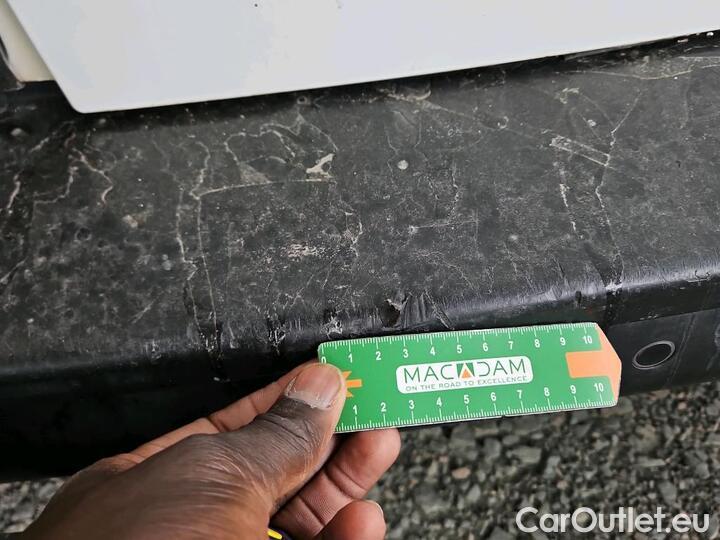 0 1 2 3 4 5 6 7 8 9 10
MACADAM
ON THE ROAD TO EXCELLENCE
1 2 3 4 5 6 7 8 9 10
CarOutlet.eu